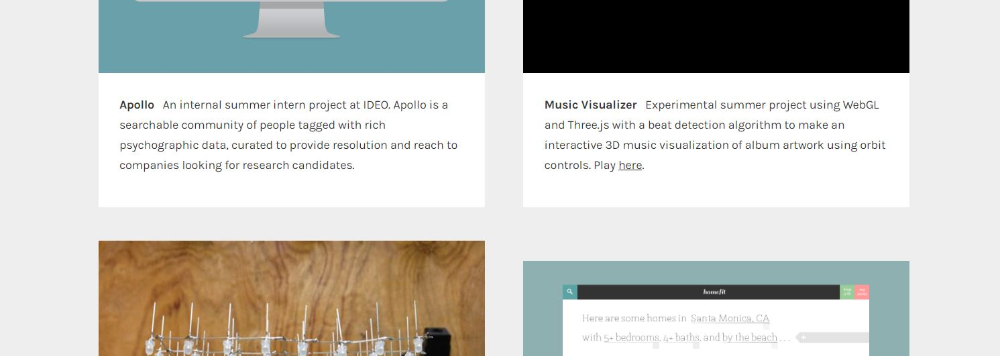 Apollo An internal summer intern project at IDEO. Apollo is a
searchable community of people tagged with rich
psychographic data, curated to provide resolution and reach to
companies looking for research candidates.
Music Visualizer Experimental summer project using WebGL
and Three.js with a beat detection algorithm to make an
interactive 3D music visualization of album artwork using orbit
controls. Play here.
homefit
find
a fit
my
Here are some homes in Santa Monica, CA
with 5+ bedrooms, 4+ baths, and by the beach . . .